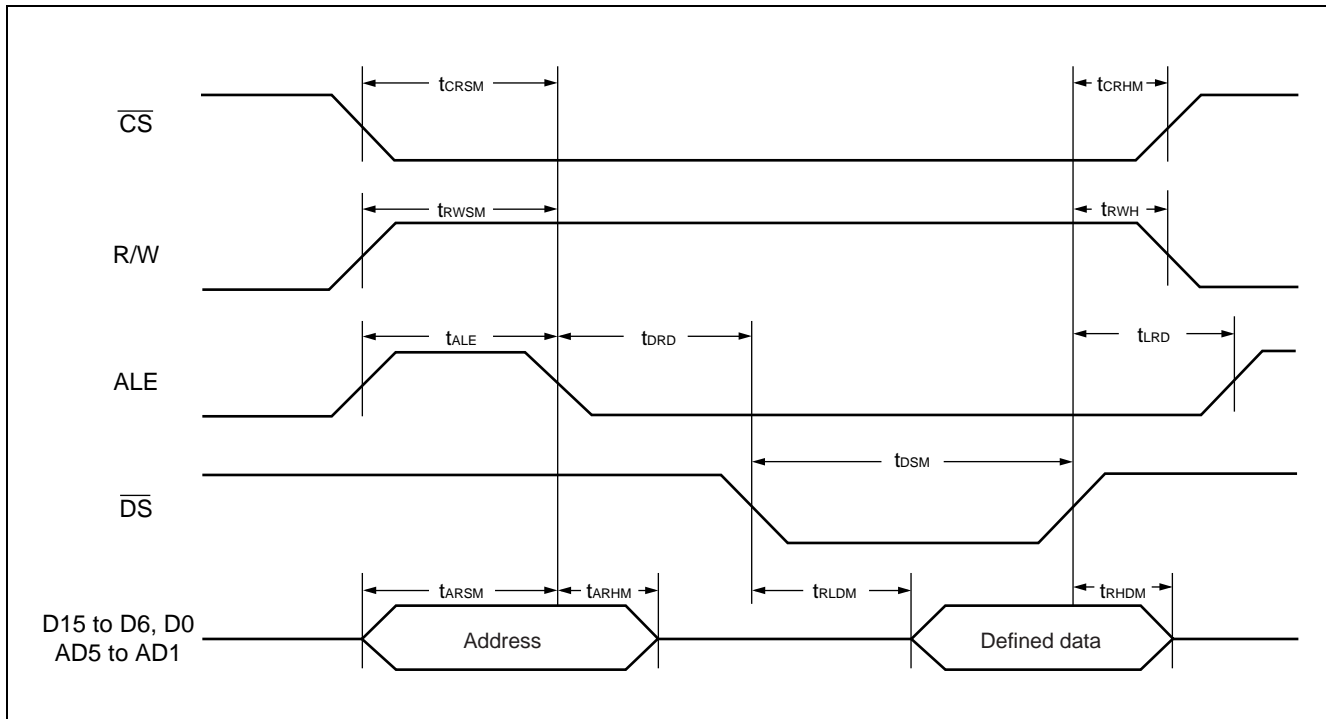 tCRSM
tCRHM
CS
tRWSM
tRWH
R/W
tALE
tDRD
tLRD
ALE
tDSM
DS
tARSM
tARHM
tRLDM
tRHDM
D15 to D6, D0
AD5 to AD1
Address
Defined data